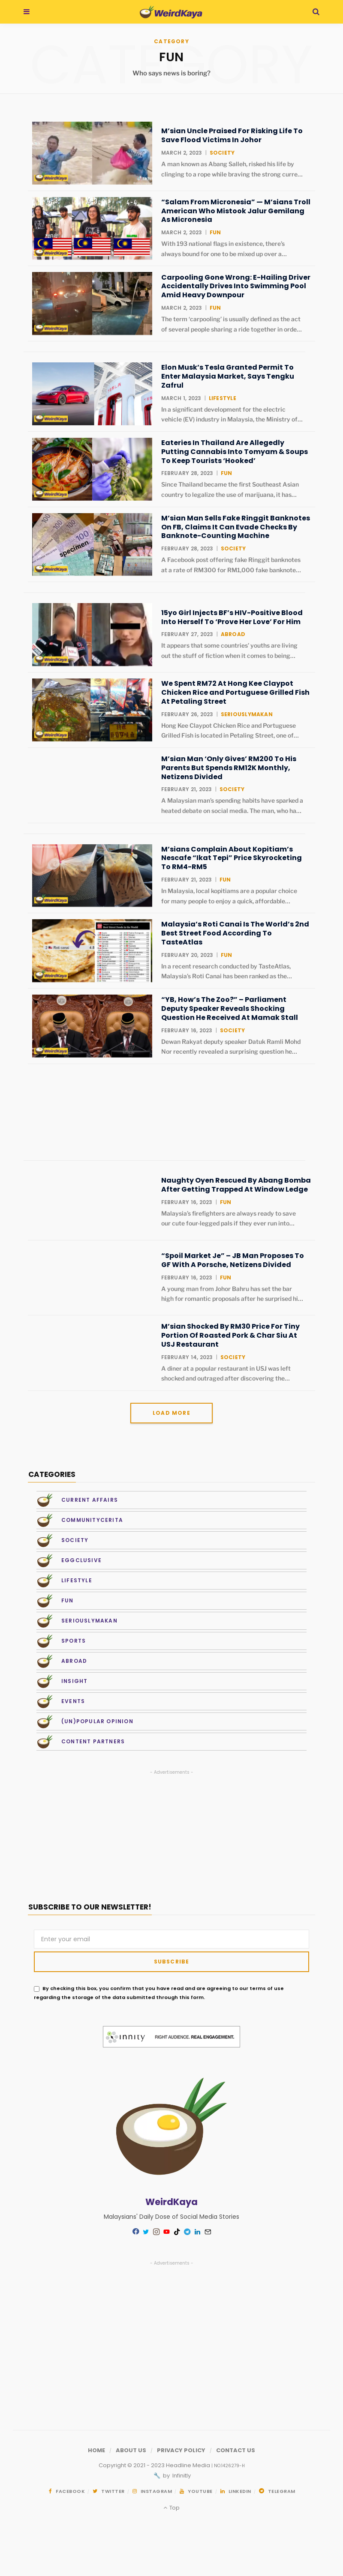 WeirdKaya
CATEGORY
FUN
Who says news is boring?
M'sian Uncle Praised For Risking Life To
Save Flood Victims In Johor
MARCH 2, 2023 | SOCIETY
A man known as Abang Salleh, risked his life by
clinging to a rope while braving the strong curre...
"Salam From Micronesia" — M'sians Troll
American Who Mistook Jalur Gemilang
As Micronesia
MARCH 2, 2023 | FUN
With 193 national flags in existence, there's
always bound for one to be mixed up over a...
Carpooling Gone Wrong: E-Hailing Driver
Accidentally Drives Into Swimming Pool
Amid Heavy Downpour
MARCH 2, 2023 | FUN
The term 'carpooling' is usually defined as the act
of several people sharing a ride together in orde...
Elon Musk's Tesla Granted Permit To
Enter Malaysia Market, Says Tengku
Zafrul
MARCH 1, 2023 | LIFESTYLE
In a significant development for the electric
vehicle (EV) industry in Malaysia, the Ministry of...
Eateries In Thailand Are Allegedly
Putting Cannabis Into Tomyam & Soups
To Keep Tourists 'Hooked'
FEBRUARY 28, 2023 | FUN
Since Thailand became the first Southeast Asian
country to legalize the use of marijuana, it has...
specimen
M'sian Man Sells Fake Ringgit Banknotes
On FB, Claims It Can Evade Checks By
Banknote-Counting Machine
FEBRUARY 28, 2023 | SOCIETY
A Facebook post offering fake Ringgit banknotes
at a rate of RM300 for RM1,000 fake banknote...
15yo Girl Injects BF's HIV-Positive Blood
Into Herself To 'Prove Her Love' For Him
FEBRUARY 27, 2023 | ABROAD
It appears that some countries' youths are living
out the stuff of fiction when it comes to being...
We Spent RM72 At Hong Kee Claypot
Chicken Rice and Portuguese Grilled Fish
At Petaling Street
FEBRUARY 26, 2023 | SERIOUSLYMAKAN
Hong Kee Claypot Chicken Rice and Portuguese
Grilled Fish is located in Petaling Street, one of...
M'sian Man 'Only Gives' RM200 To His
Parents But Spends RM12K Monthly,
Netizens Divided
FEBRUARY 21, 2023 | SOCIETY
A Malaysian man's spending habits have sparked a
heated debate on social media. The man, who ha...
M'sians Complain About Kopitiam's
Nescafe "Ikat Tepi" Price Skyrocketing
To RM4-RM5
FEBRUARY 21, 2023 | FUN
In Malaysia, local kopitiams are a popular choice
for many people to enjoy a quick, affordable...
Malaysia's Roti Canai Is The World's 2nd
Best Street Food According To
TasteAtlas
FEBRUARY 20, 2023 | FUN
In a recent research conducted by TasteAtlas,
Malaysia's Roti Canai has been ranked as the...
"YB, How's The Zoo?" – Parliament
Deputy Speaker Reveals Shocking
Question He Received At Mamak Stall
FEBRUARY 16, 2023 | SOCIETY
Dewan Rakyat deputy speaker Datuk Ramli Mohd
Nor recently revealed a surprising question he...
Naughty Oyen Rescued By Abang Bomba
After Getting Trapped At Window Ledge
FEBRUARY 16, 2023 | FUN
Malaysia's firefighters are always ready to save
our cute four-legged pals if they ever run into...
"Spoil Market Je" – JB Man Proposes To
GF With A Porsche, Netizens Divided
FEBRUARY 16, 2023 | FUN
A young man from Johor Bahru has set the bar
high for romantic proposals after he surprised hi...
M'sian Shocked By RM30 Price For Tiny
Portion Of Roasted Pork & Char Siu At
USJ Restaurant
FEBRUARY 14, 2023 | SOCIETY
A diner at a popular restaurant in USJ was left
shocked and outraged after discovering the...
LOAD MORE
CATEGORIES
CURRENT AFFAIRS
COMMUNITYCERITA
SOCIETY
EGGCLUSIVE
LIFESTYLE
FUN
SERIOUSLYMAKAN
SPORTS
ABROAD
INSIGHT
EVENTS
(UN)POPULAR OPINION
CONTENT PARTNERS
- Advertisements -
SUBSCRIBE TO OUR NEWSLETTER!
Enter your email
SUBSCRIBE
By checking this box, you confirm that you have read and are agreeing to our terms of use
regarding the storage of the data submitted through this form.
innity RIGHT AUDIENCE. REAL ENGAGEMENT.
WeirdKaya
Malaysians' Daily Dose of Social Media Stories
- Advertisements -
HOME / ABOUT US / PRIVACY POLICY / CONTACT US
by Infinity
FACEBOOK TWITTER INSTAGRAM YOUTUBE LINKEDIN TELEGRAM
Top